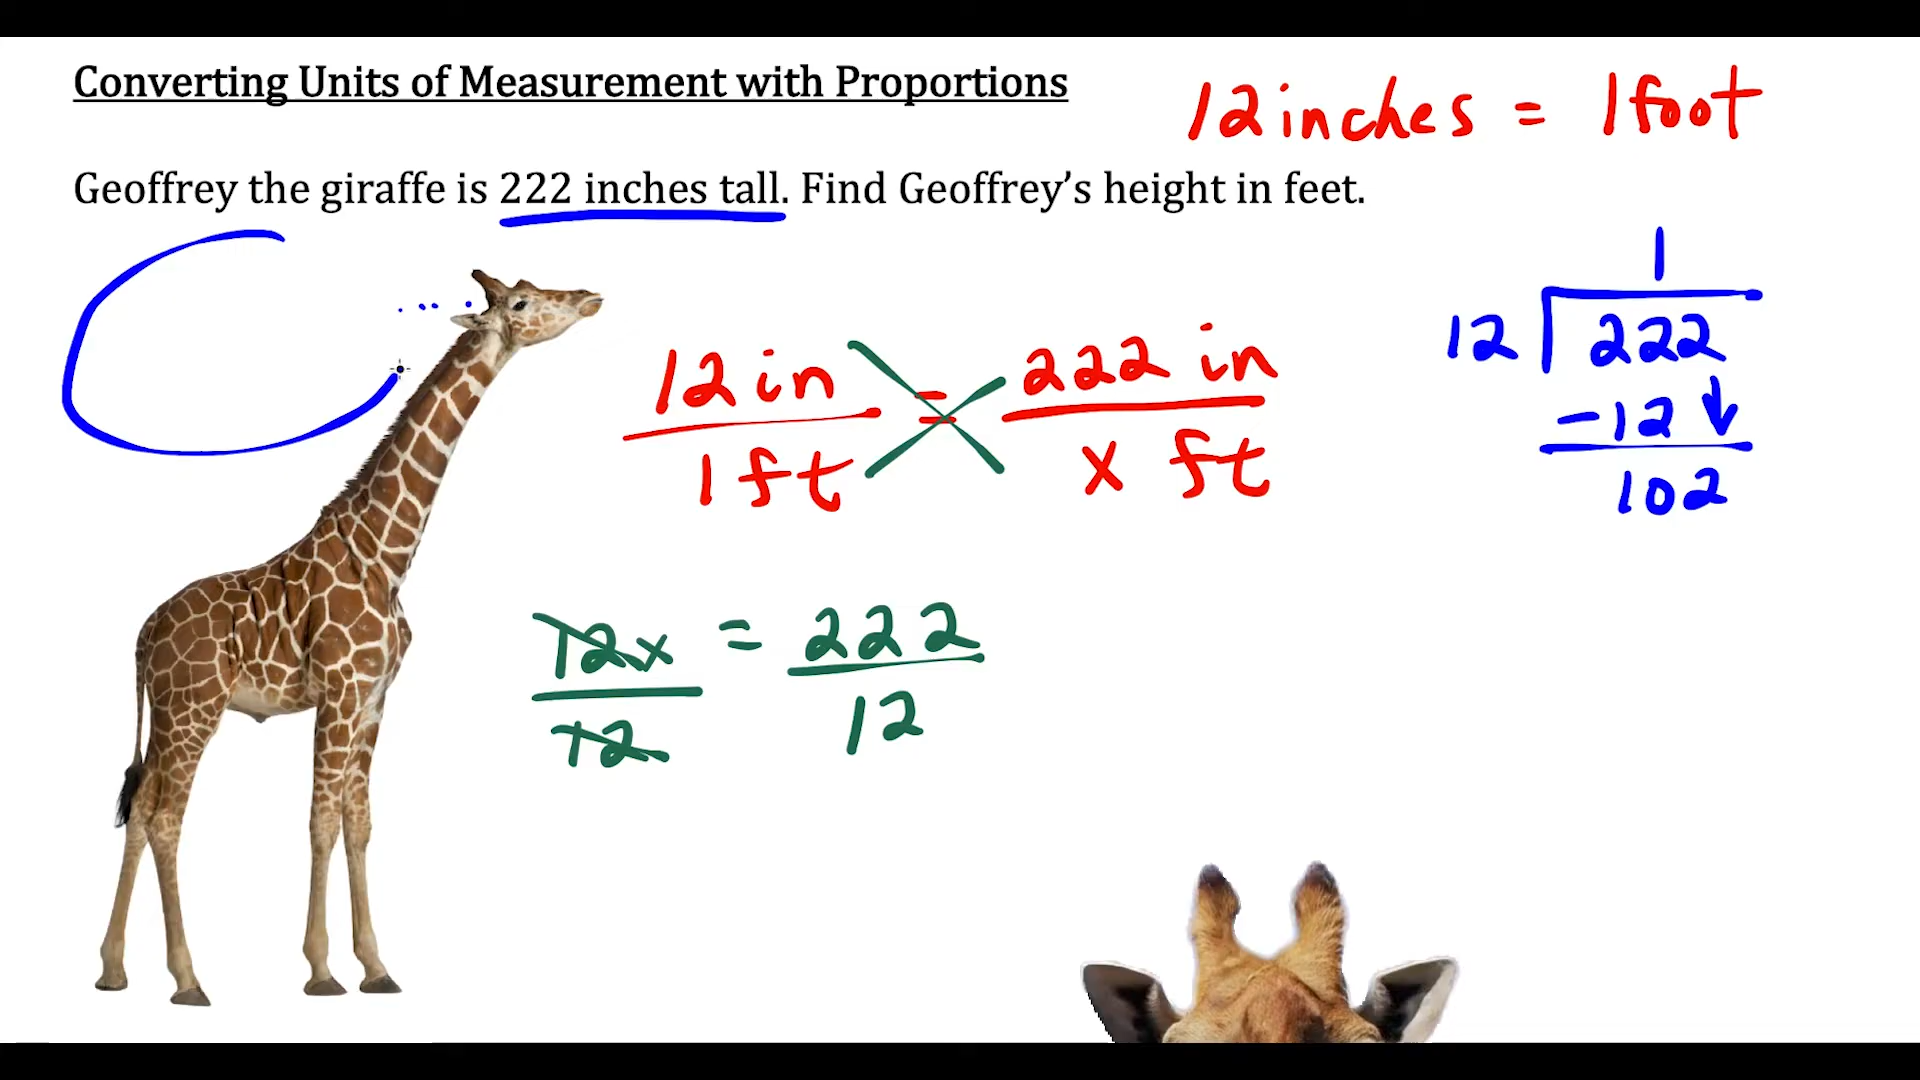 Converting Units of Measurement with Proportions
12 inches = 1 foot
Geoffrey the giraffe is 222 inches tall. Find Geoffrey’s height in feet.
12 in = 222 in
1 ft x ft
1
12 222
-12
102
12x = 222
12 12